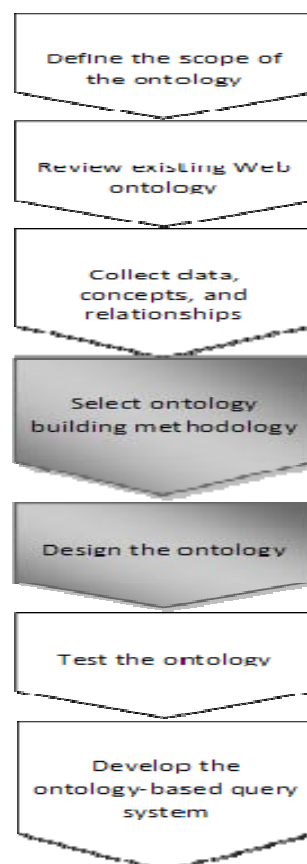 Define the scope of
the ontology
Review existing Web
ontology
Collect data,
concepts, and
relationships
Select ontology
building methodology
Design the ontology
Test the ontology
Develop the
ontology-based query
system